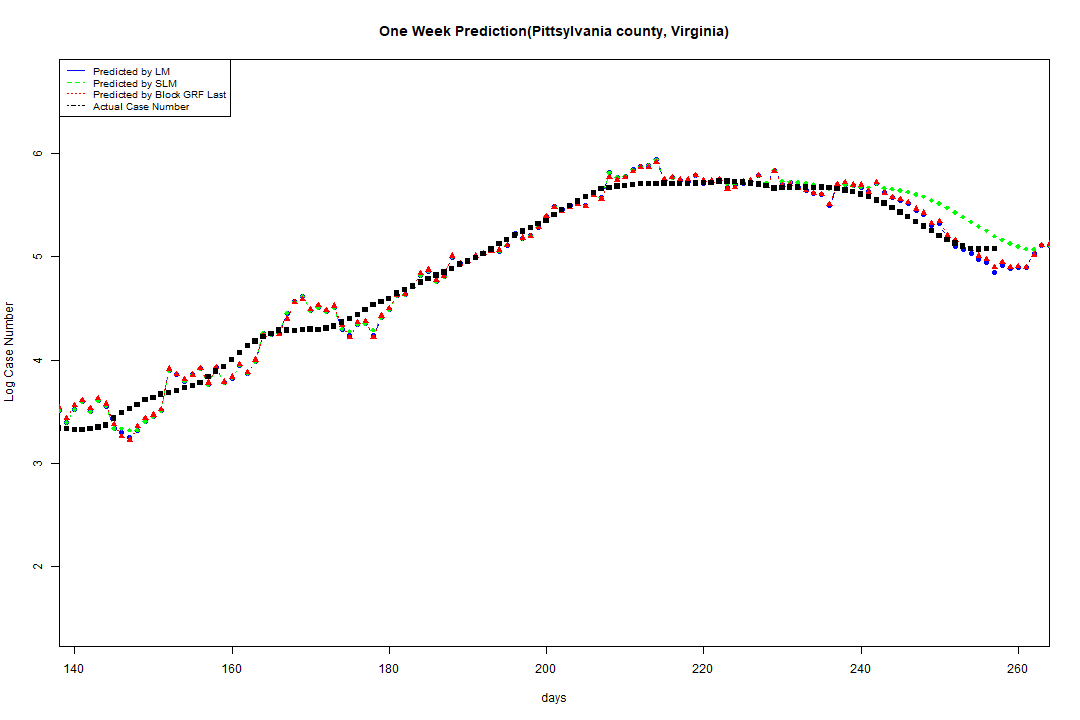 One Week Prediction(Pittsylvania county, Virginia)
Predicted by LM
Predicted by SLM
Predicted by Block GRF Last
Actual Case Number
Log Case Number
6
5
4
3
2
140 160 180 200 220 240 260
days